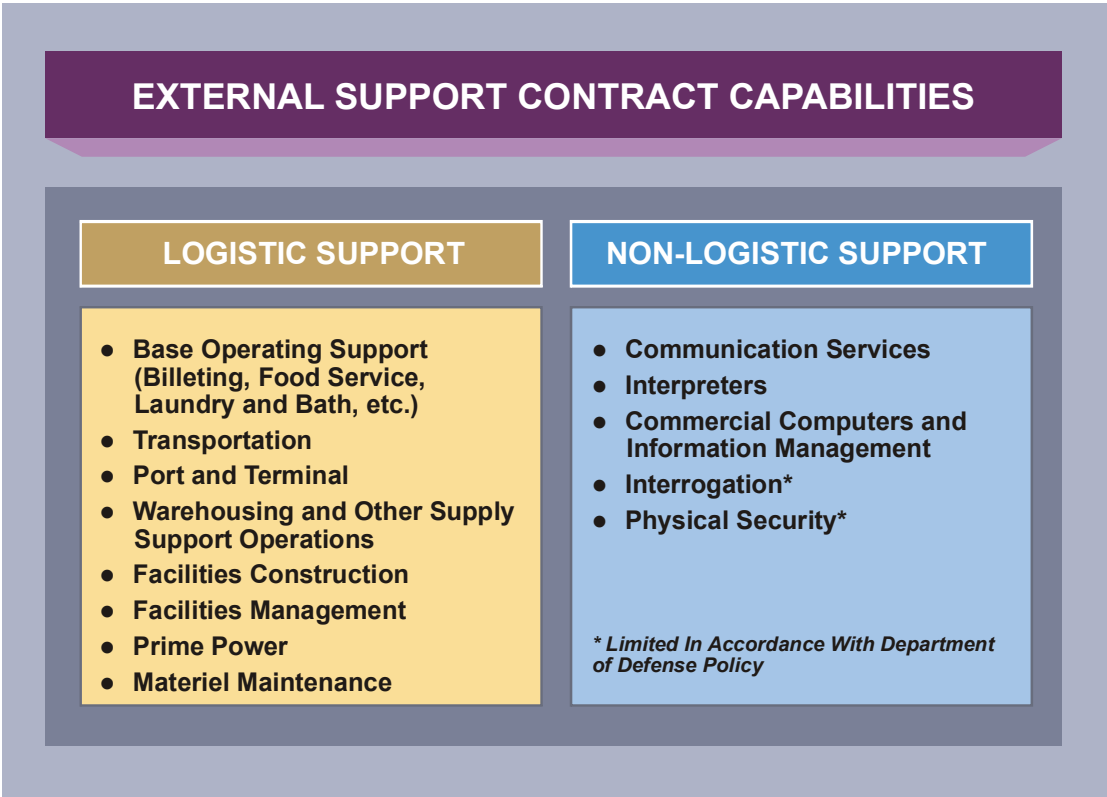 EXTERNAL SUPPORT CONTRACT CAPABILITIES
LOGISTIC SUPPORT
● Base Operating Support
(Billeting, Food Service,
Laundry and Bath, etc.)
● Transportation
● Port and Terminal
● Warehousing and Other Supply
Support Operations
● Facilities Construction
● Facilities Management
● Prime Power
● Materiel Maintenance
NON-LOGISTIC SUPPORT
● Communication Services
● Interpreters
● Commercial Computers and
Information Management
● Interrogation*
● Physical Security*
* Limited In Accordance With Department
of Defense Policy